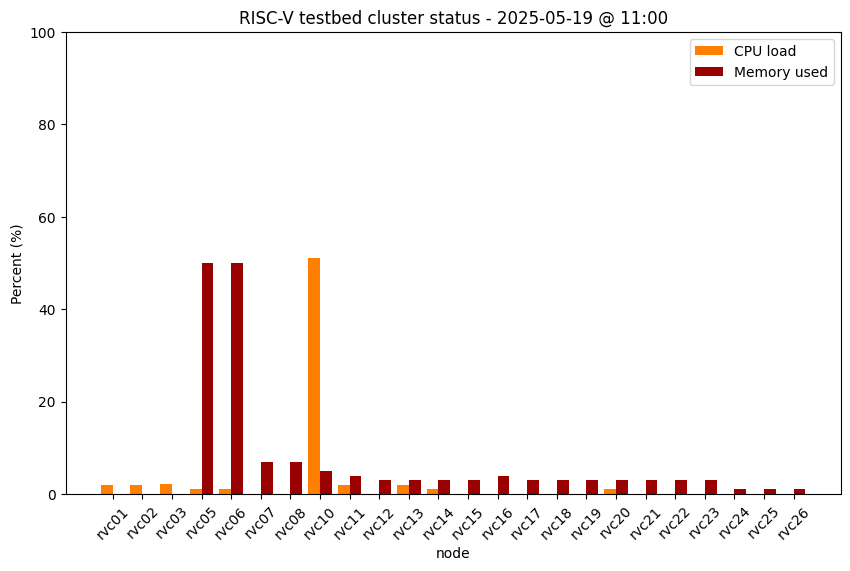 RISC-V testbed cluster status - 2025-05-19 @ 11:00
CPU load
Memory used
Percent (%)
100
80
60
40
20
0
rvc01
rvc02
rvc03
rvc05
rvc06
rvc07
rvc08
rvc10
rvc11
rvc12
rvc13
rvc14
rvc15
rvc16
rvc17
rvc18
rvc19
rvc20
rvc21
rvc22
rvc23
rvc24
rvc25
rvc26
node